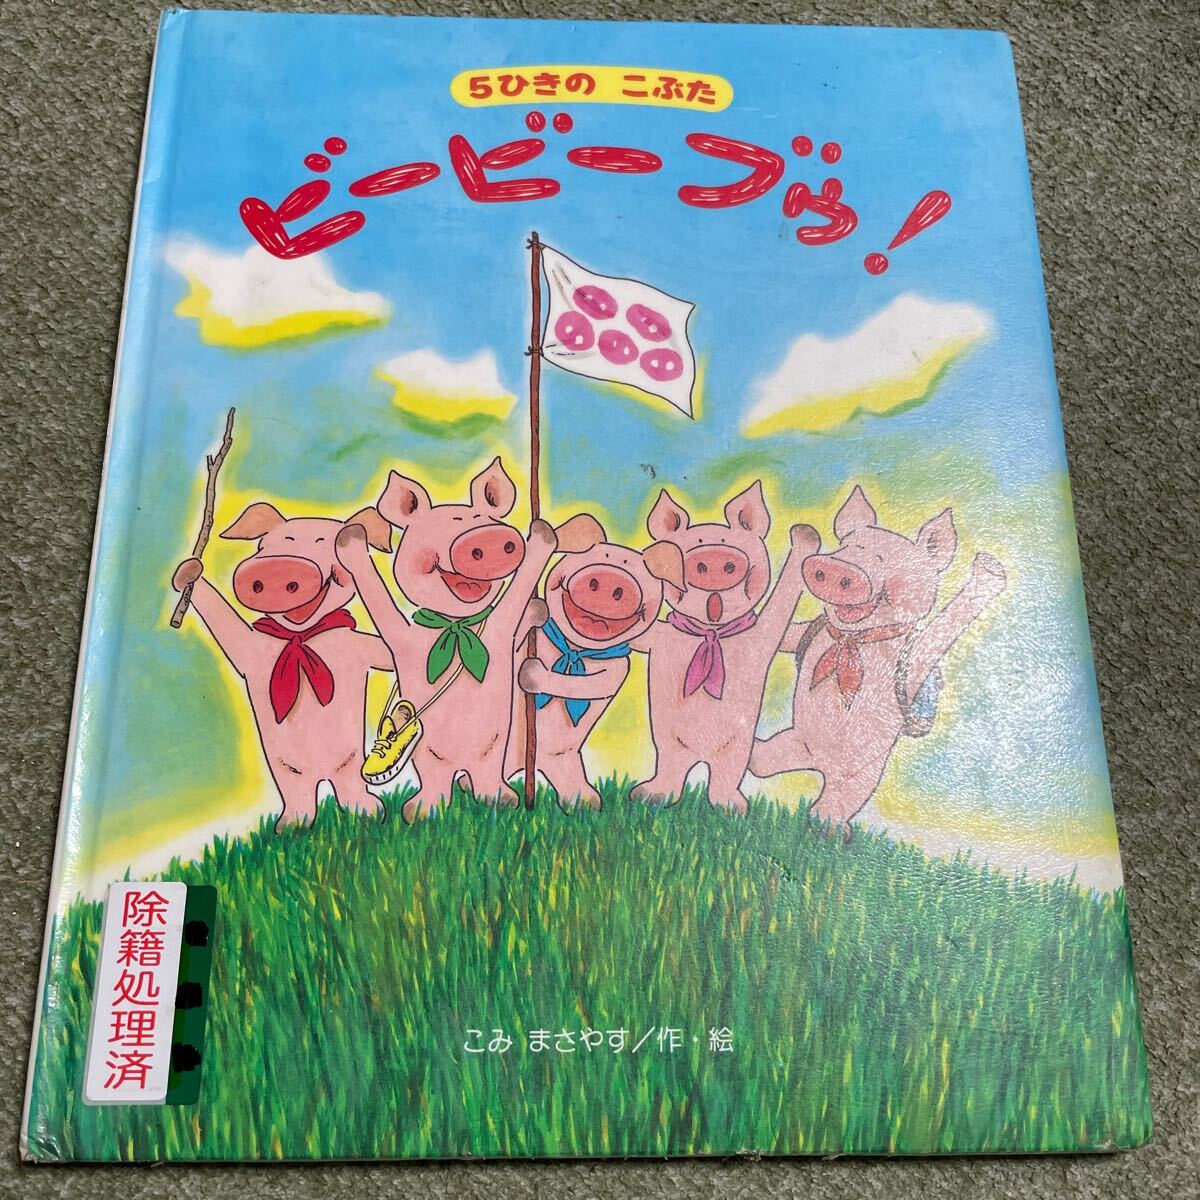 5ひきの こぶた
ビービーブゥ!
こみ まさやす/作・絵
除籍処理済